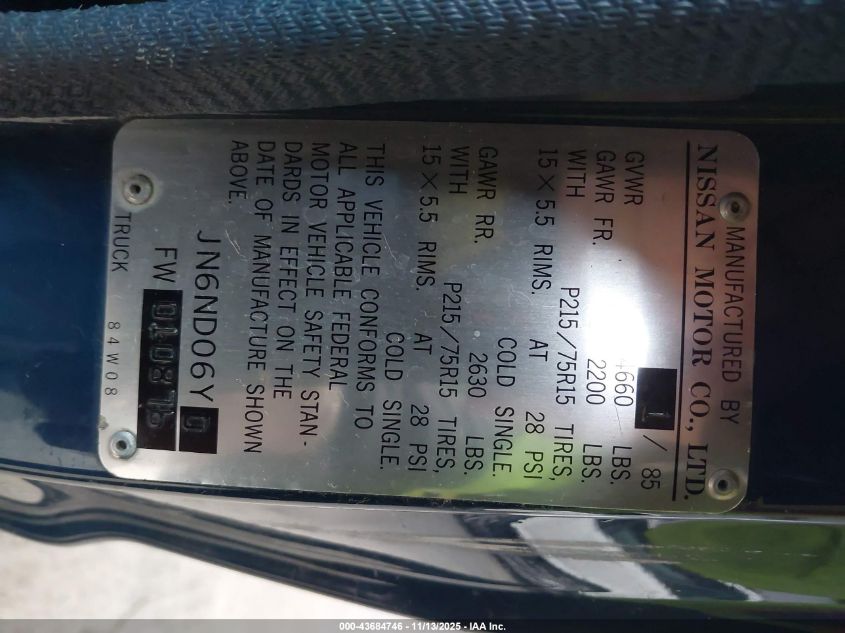 MANUFACTURED BY
NISSAN MOTOR CO., LTD.
1/85
GVWR 4660 LBS.
GAWR FR. 2200 LBS.
WITH P215/75R15 TIRES,
15 × 5.5 RIMS. AT 28 PSI
COLD SINGLE.
GAWR RR. 2630 LBS.
WITH P215/75R15 TIRES,
15 × 5.5 RIMS. AT 28 PSI
COLD SINGLE.
THIS VEHICLE CONFORMS TO
ALL APPLICABLE FEDERAL
MOTOR VEHICLE SAFETY STAN-
DARDS IN EFFECT ON THE
DATE OF MANUFACTURE SHOWN
ABOVE.
JN6ND06Y0
FW
TRUCK 84W08
000-43684746 - 11/13/2025 - IAA Inc.